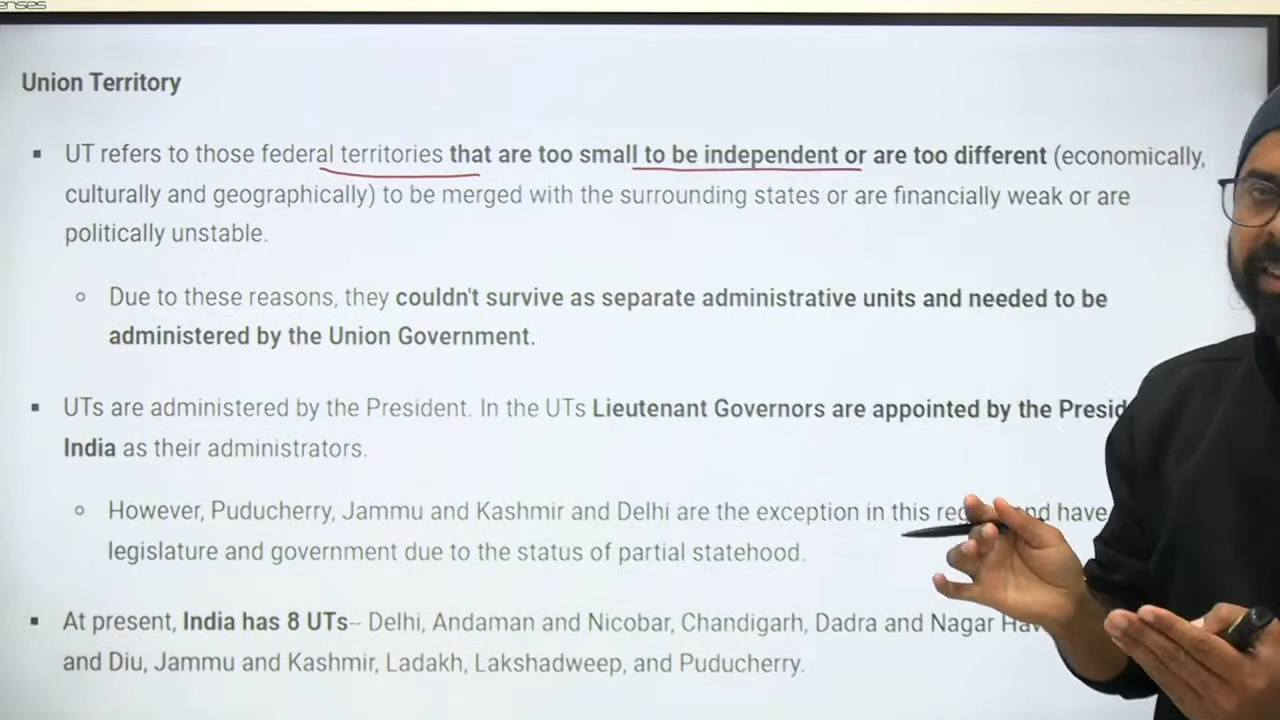 enses
Union Territory
▪ UT refers to those federal territories that are too small to be independent or are too different (economically,
culturally and geographically) to be merged with the surrounding states or are financially weak or are
politically unstable.
○ Due to these reasons, they couldn't survive as separate administrative units and needed to be
administered by the Union Government.
▪ UTs are administered by the President. In the UTs Lieutenant Governors are appointed by the Presid
India as their administrators.
○ However, Puducherry, Jammu and Kashmir and Delhi are the exception in this and have
legislature and government due to the status of partial statehood.
▪ At present, India has 8 UTs-- Delhi, Andaman and Nicobar, Chandigarh, Dadra and Nagar
and Diu, Jammu and Kashmir, Ladakh, Lakshadweep, and Puducherry.